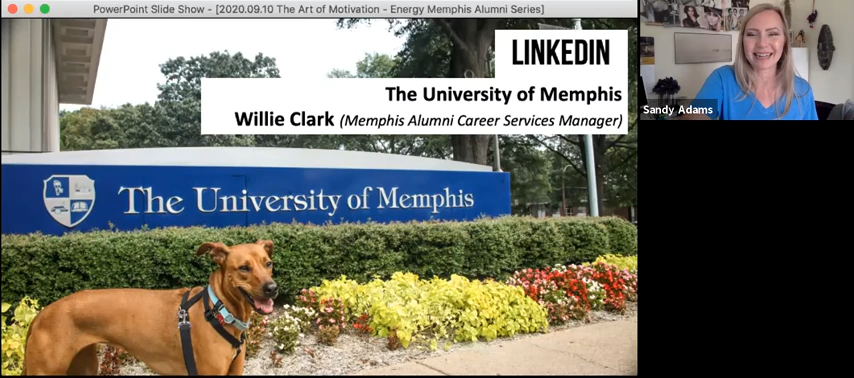 PowerPoint Slide Show - [2020.09.10 The Art of Motivation - Energy Memphis Alumni Series]
LINKEDIN
The University of Memphis
Willie Clark (Memphis Alumni Career Services Manager)
Sandy Adams
The University of Memphis